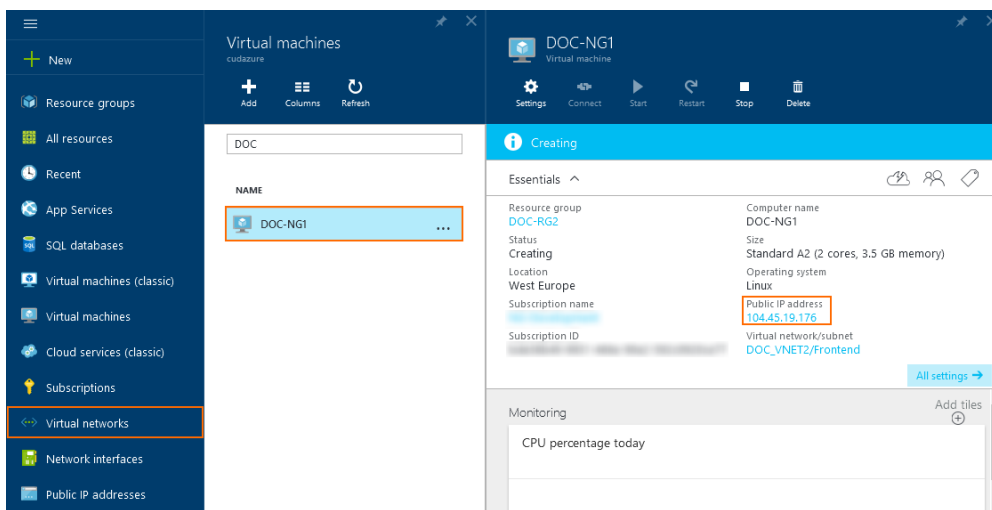 New
Resource groups
All resources
Recent
App Services
SQL databases
Virtual machines (classic)
Virtual machines
Cloud services (classic)
Subscriptions
Virtual networks
Network interfaces
Public IP addresses
Virtual machines
cudazure
Add
Columns
Refresh
DOC
NAME
DOC-NG1
...
DOC-NG1
Virtual machine
Settings
Connect
Start
Restart
Stop
Delete
Creating
Essentials
Resource group
DOC-RG2
Status
Creating
Location
West Europe
Subscription name
Subscription ID
Computer name
DOC-NG1
Size
Standard A2 (2 cores, 3.5 GB memory)
Operating system
Linux
Public IP address
104.45.19.176
Virtual network/subnet
DOC_VNET2/Frontend
All settings →
Monitoring
Add tiles
CPU percentage today